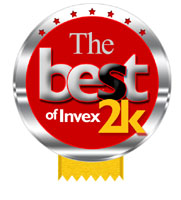 The
best
of Invex
2k